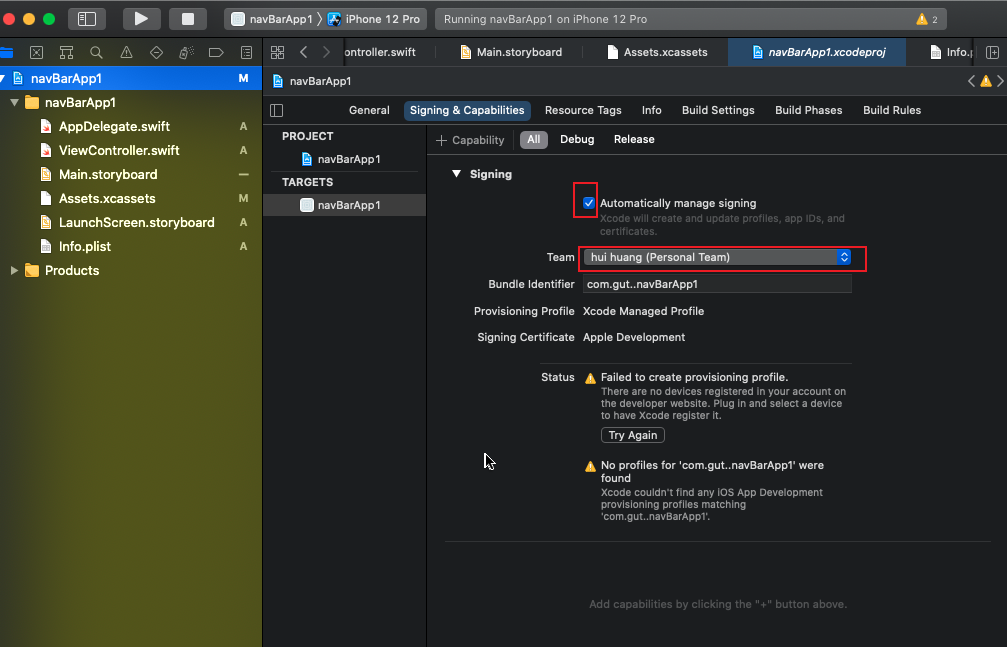 navBarApp1 〉 iPhone 12 Pro
Running navBarApp1 on iPhone 12 Pro
2
ontroller.swift
Main.storyboard
Assets.xcassets
navBarApp1.xcodeproj
Info.p
navBarApp1 M
navBarApp1
AppDelegate.swift A
ViewController.swift A
Main.storyboard —
Assets.xcassets M
LaunchScreen.storyboard A
Info.plist A
Products
navBarApp1
General
Signing & Capabilities
Resource Tags
Info
Build Settings
Build Phases
Build Rules
PROJECT
navBarApp1
TARGETS
navBarApp1
+ Capability
All
Debug
Release
Signing
Automatically manage signing
Xcode will create and update profiles, app IDs, and
certificates.
Team hui huang (Personal Team)
Bundle Identifier com.gut..navBarApp1
Provisioning Profile Xcode Managed Profile
Signing Certificate Apple Development
Status Failed to create provisioning profile.
There are no devices registered in your account on
the developer website. Plug in and select a device
to have Xcode register it.
Try Again
No profiles for 'com.gut..navBarApp1' were
found
Xcode couldn't find any iOS App Development
provisioning profiles matching
'com.gut..navBarApp1'.
Add capabilities by clicking the "+" button above.